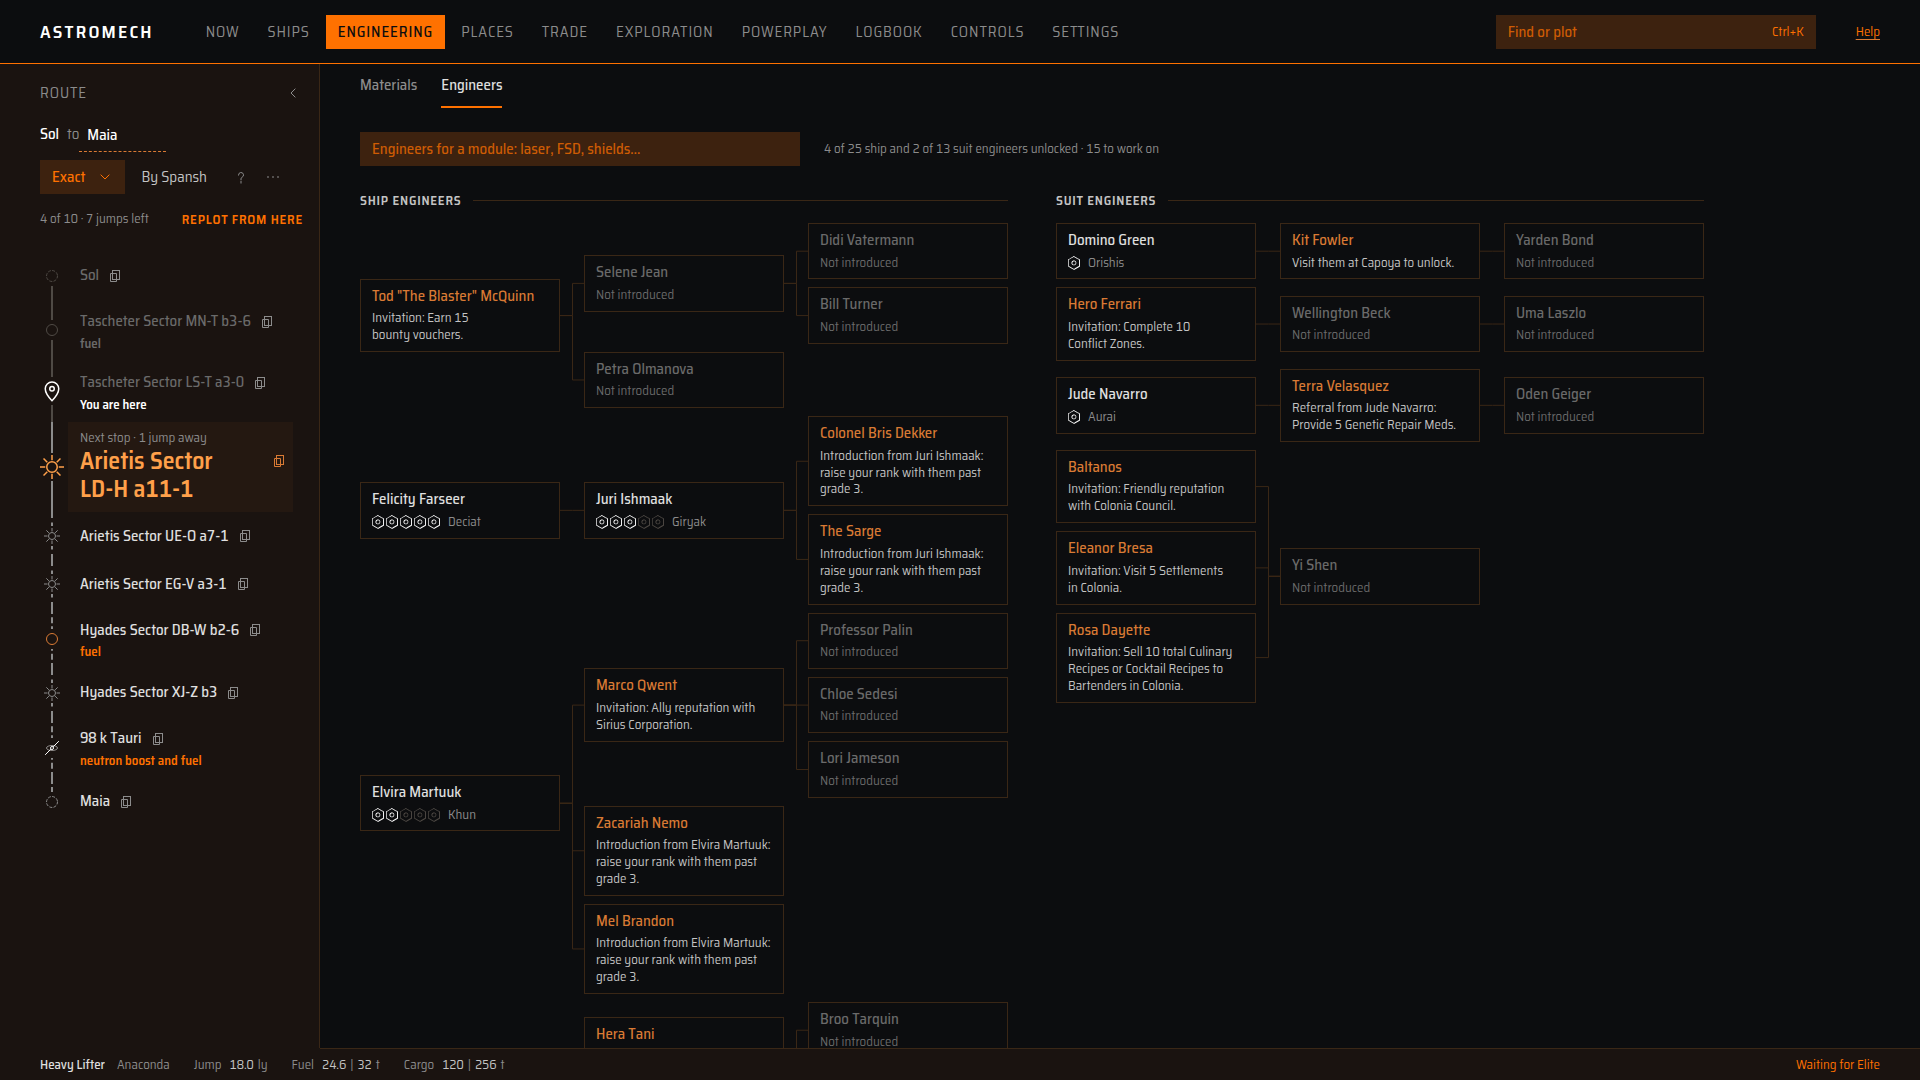 ASTROMECH
NOW SHIPS ENGINEERING PLACES TRADE EXPLORATION POWERPLAY LOGBOOK CONTROLS SETTINGS
Find or plot Ctrl+K
Help
ROUTE
Sol to Maia
Exact By Spansh ? ...
4 of 10 · 7 jumps left REPLOT FROM HERE
Sol
Tascheter Sector MN-T b3-6
fuel
Tascheter Sector LS-T a3-0
You are here
Next stop · 1 jump away
Arietis Sector
LD-H a11-1
Arietis Sector UE-O a7-1
Arietis Sector EG-V a3-1
Hyades Sector DB-W b2-6
fuel
Hyades Sector XJ-Z b3
98 k Tauri
neutron boost and fuel
Maia
Materials Engineers
Engineers for a module: laser, FSD, shields...
4 of 25 ship and 2 of 13 suit engineers unlocked · 15 to work on
SHIP ENGINEERS
Tod "The Blaster" McQuinn
Invitation: Earn 15
bounty vouchers.
Selene Jean
Not introduced
Didi Vatermann
Not introduced
Bill Turner
Not introduced
Petra Olmanova
Not introduced
Felicity Farseer
Deciat
Juri Ishmaak
Giryak
Colonel Bris Dekker
Introduction from Juri Ishmaak:
raise your rank with them past
grade 3.
The Sarge
Introduction from Juri Ishmaak:
raise your rank with them past
grade 3.
Elvira Martuuk
Khun
Marco Qwent
Invitation: Ally reputation with
Sirius Corporation.
Professor Palin
Not introduced
Chloe Sedesi
Not introduced
Lori Jameson
Not introduced
Zacariah Nemo
Introduction from Elvira Martuuk:
raise your rank with them past
grade 3.
Mel Brandon
Introduction from Elvira Martuuk:
raise your rank with them past
grade 3.
Hera Tani
Broo Tarquin
Not introduced
SUIT ENGINEERS
Domino Green
Orishis
Kit Fowler
Visit them at Capoya to unlock.
Yarden Bond
Not introduced
Hero Ferrari
Invitation: Complete 10
Conflict Zones.
Wellington Beck
Not introduced
Uma Laszlo
Not introduced
Jude Navarro
Aurai
Terra Velasquez
Referral from Jude Navarro:
Provide 5 Genetic Repair Meds.
Oden Geiger
Not introduced
Baltanos
Invitation: Friendly reputation
with Colonia Council.
Eleanor Bresa
Invitation: Visit 5 Settlements
in Colonia.
Yi Shen
Not introduced
Rosa Dayette
Invitation: Sell 10 total Culinary
Recipes or Cocktail Recipes to
Bartenders in Colonia.
Heavy Lifter Anaconda Jump 18.0 ly Fuel 24.6 | 32 t Cargo 120 | 256 t
Waiting for Elite